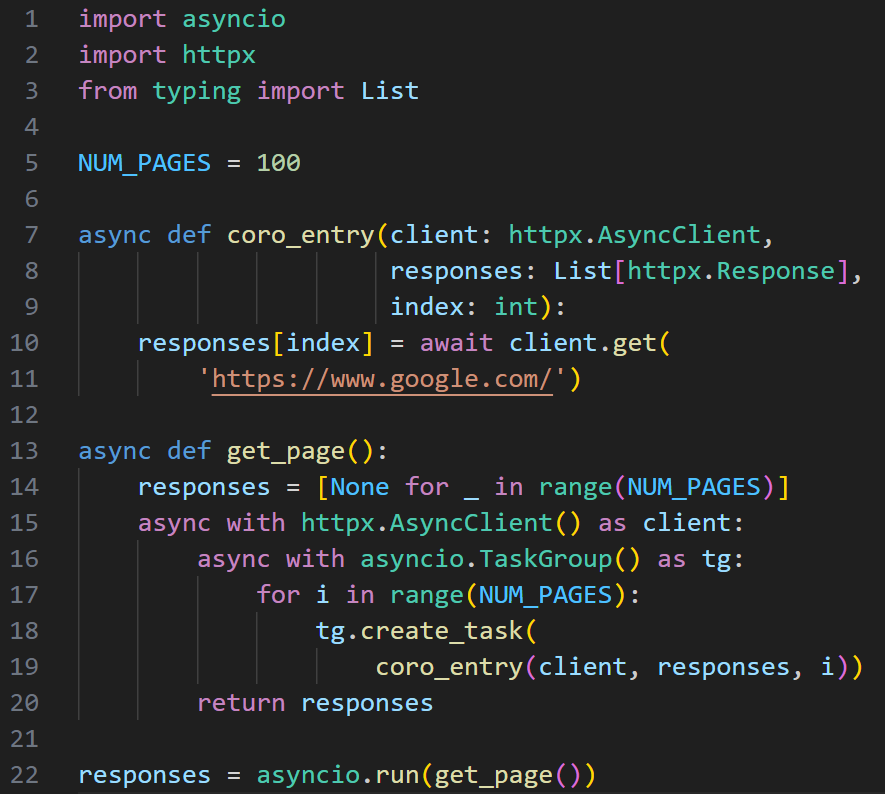 1 import asyncio
2 import httpx
3 from typing import List
4
5 NUM_PAGES = 100
6
7 async def coro_entry(client: httpx.AsyncClient,
8                      responses: List[httpx.Response],
9                      index: int):
10     responses[index] = await client.get(
11         'https://www.google.com/')
12
13 async def get_page():
14     responses = [None for _ in range(NUM_PAGES)]
15     async with httpx.AsyncClient() as client:
16         async with asyncio.TaskGroup() as tg:
17             for i in range(NUM_PAGES):
18                 tg.create_task(
19                     coro_entry(client, responses, i))
20         return responses
21
22 responses = asyncio.run(get_page())